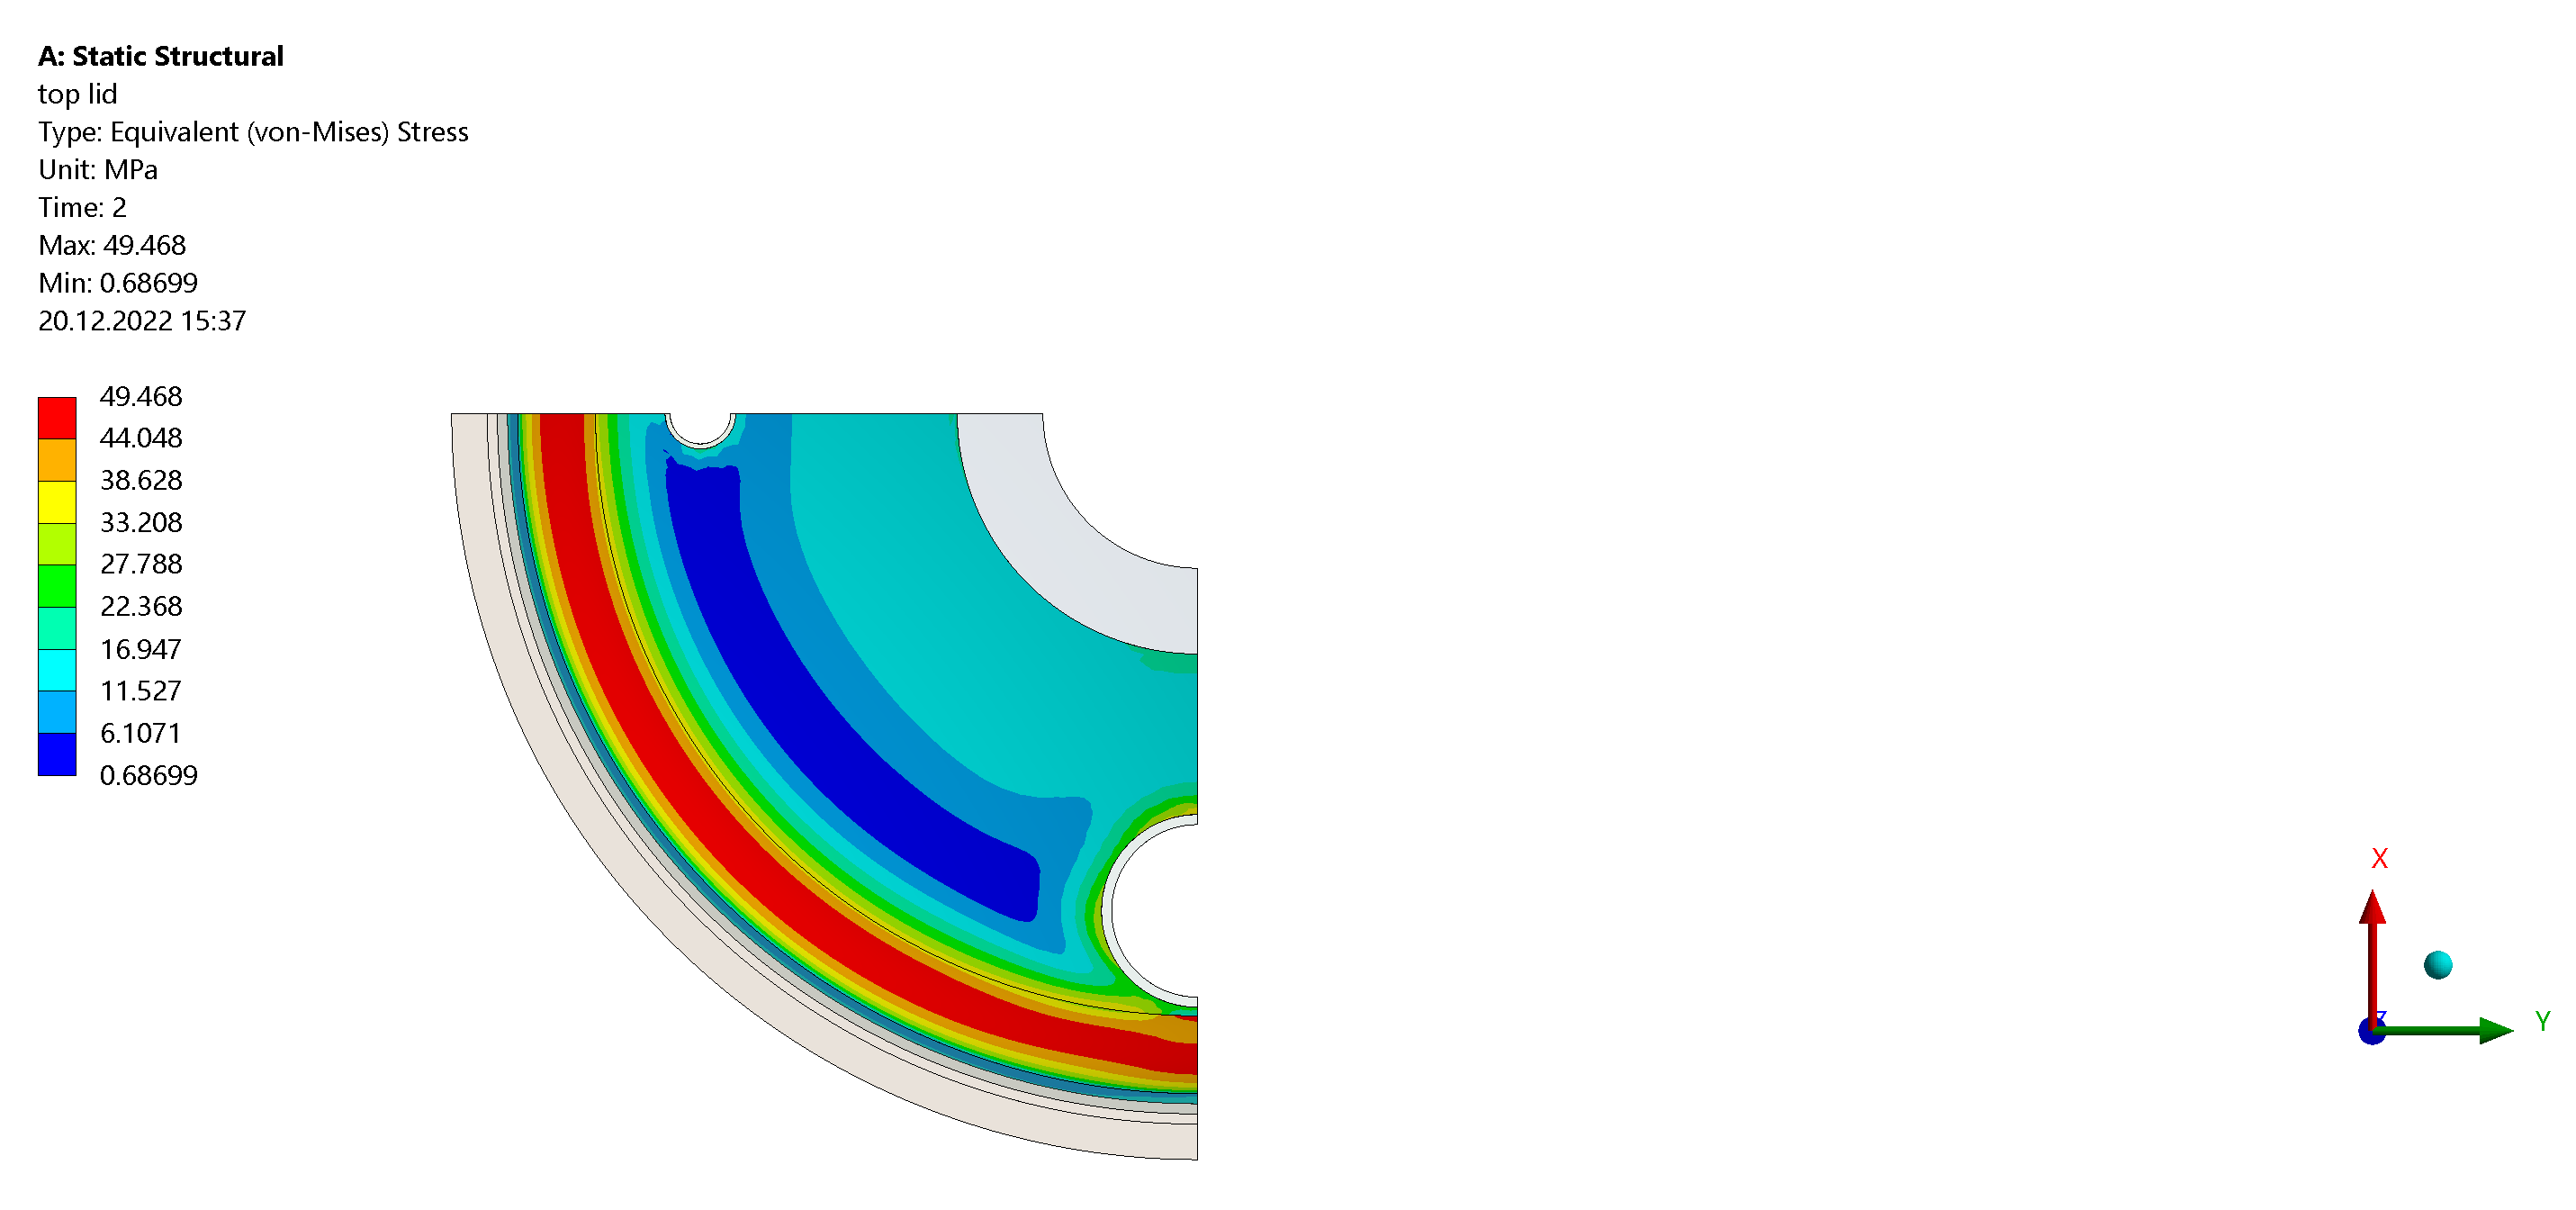 A: Static Structural
top lid
Type: Equivalent (von-Mises) Stress
Unit: MPa
Time: 2
Max: 49.468
Min: 0.68699
20.12.2022 15:37
49.468
44.048
38.628
33.208
27.788
22.368
16.947
11.527
6.1071
0.68699
X
Z
Y